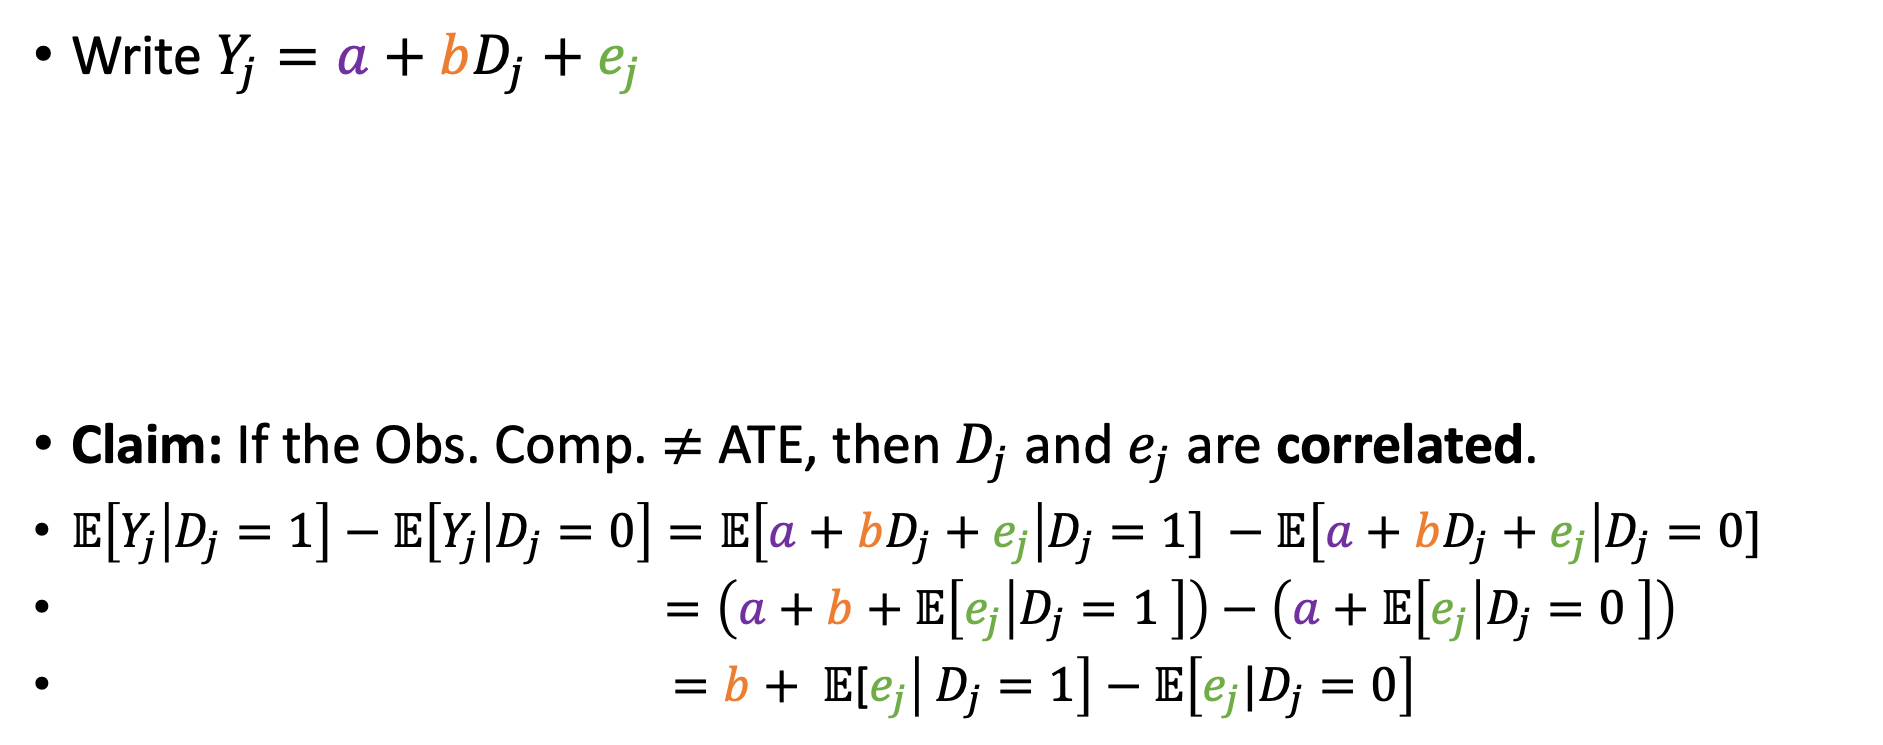 • Write Yⱼ = a + bDⱼ + eⱼ
• Claim: If the Obs. Comp. ≠ ATE, then Dⱼ and eⱼ are correlated.
• 𝔼[Yⱼ|Dⱼ = 1] − 𝔼[Yⱼ|Dⱼ = 0] = 𝔼[a + bDⱼ + eⱼ|Dⱼ = 1] − 𝔼[a + bDⱼ + eⱼ|Dⱼ = 0]
• = (a + b + 𝔼[eⱼ|Dⱼ = 1 ]) − (a + 𝔼[eⱼ|Dⱼ = 0 ])
• = b + 𝔼[eⱼ| Dⱼ = 1] − 𝔼[eⱼ|Dⱼ = 0]